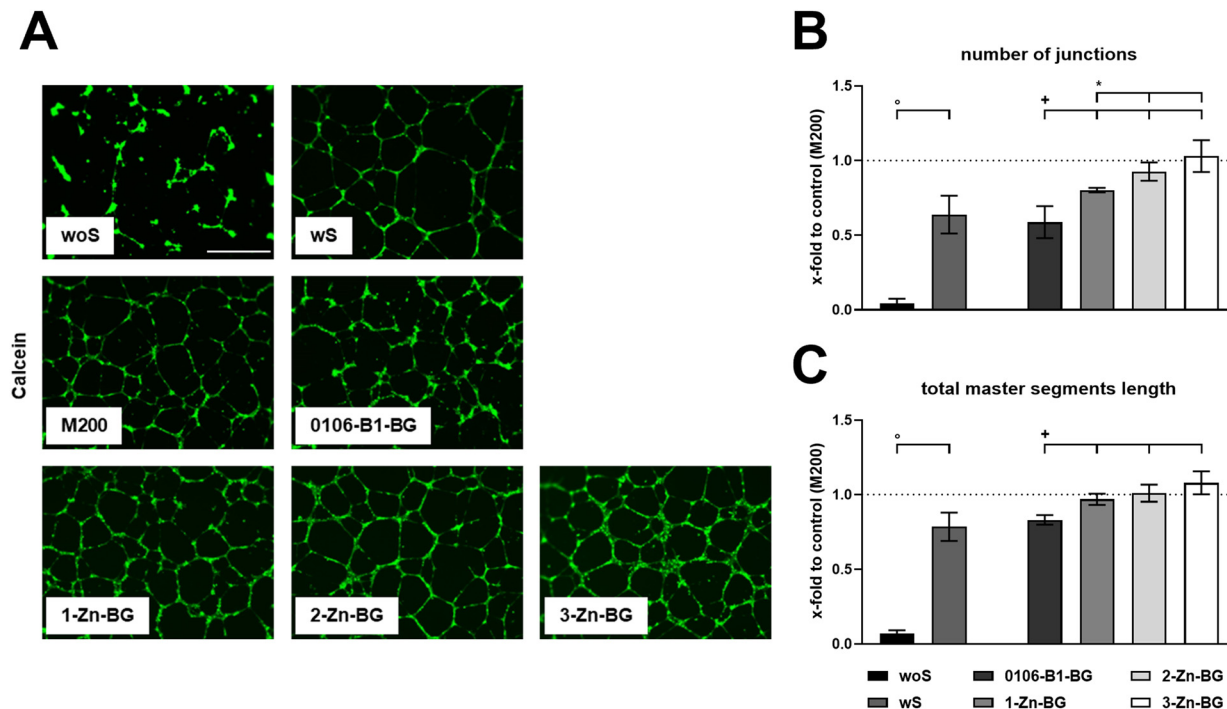 A
woS
wS
Calcein
M200
0106-B1-BG
1-Zn-BG
2-Zn-BG
3-Zn-BG
B
number of junctions
x-fold to control (M200)
1.5
1.0
0.5
0.0
°
+
*
C
total master segments length
x-fold to control (M200)
1.5
1.0
0.5
0.0
°
+
woS
0106-B1-BG
2-Zn-BG
wS
1-Zn-BG
3-Zn-BG